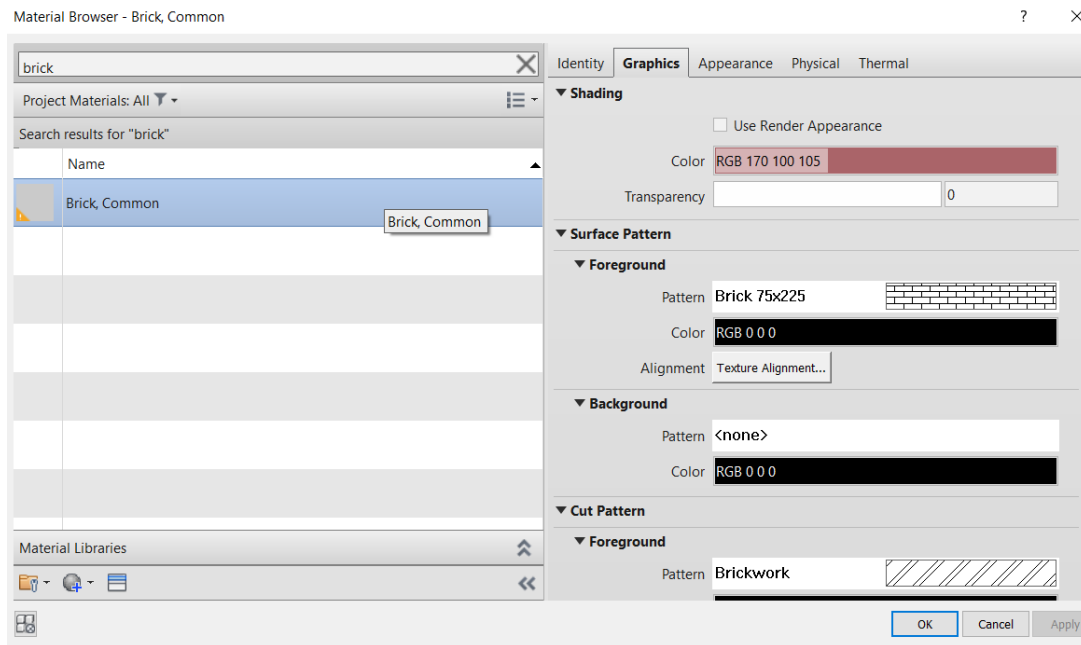 Material Browser - Brick, Common
?
brick
Project Materials: All
Search results for "brick"
Name
Brick, Common
Brick, Common
Material Libraries
Identity Graphics Appearance Physical Thermal
Shading
Use Render Appearance
Color RGB 170 100 105
Transparency 0
Surface Pattern
Foreground
Pattern Brick 75x225
Color RGB 0 0 0
Alignment Texture Alignment...
Background
Pattern <none>
Color RGB 0 0 0
Cut Pattern
Foreground
Pattern Brickwork
OK Cancel Apply